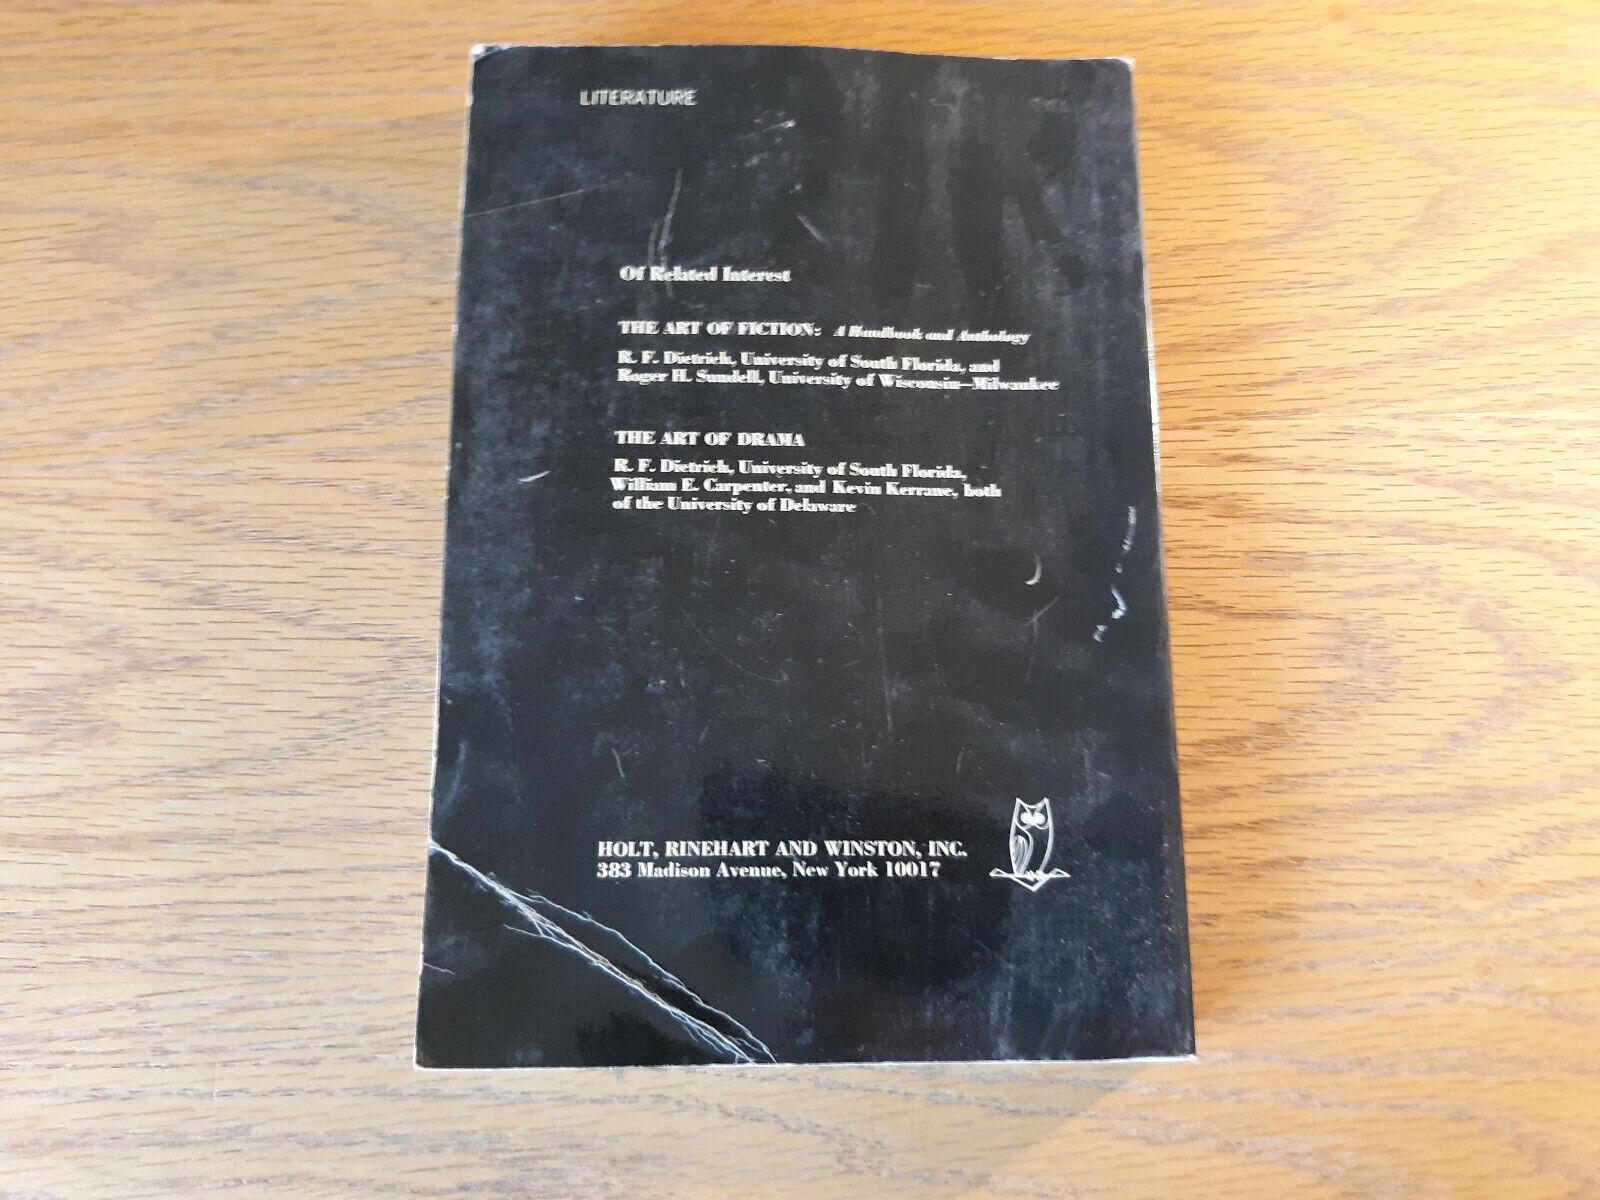 LITERATURE
Of Related Interest
THE ART OF FICTION: A Handbook and Anthology
R. F. Dietrich, University of South Florida, and
Roger H. Sundell, University of Wisconsin—Milwaukee
THE ART OF DRAMA
R. F. Dietrich, University of South Florida,
William E. Carpenter, and Kevin Kerrane, both
of the University of Delaware
HOLT, RINEHART AND WINSTON, INC.
383 Madison Avenue, New York 10017